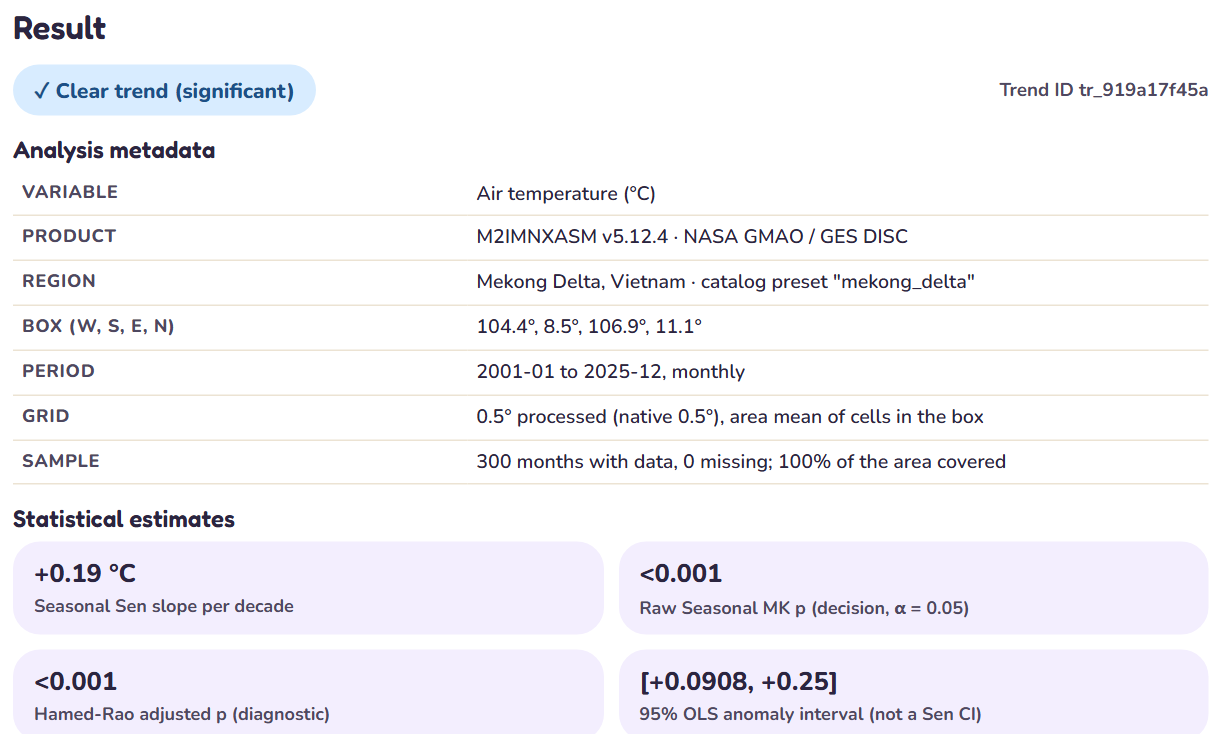 Result
✓ Clear trend (significant)
Trend ID tr_919a17f45a
Analysis metadata
VARIABLE Air temperature (°C)
PRODUCT M2IMNXASM v5.12.4 · NASA GMAO / GES DISC
REGION Mekong Delta, Vietnam · catalog preset "mekong_delta"
BOX (W, S, E, N) 104.4°, 8.5°, 106.9°, 11.1°
PERIOD 2001-01 to 2025-12, monthly
GRID 0.5° processed (native 0.5°), area mean of cells in the box
SAMPLE 300 months with data, 0 missing; 100% of the area covered
Statistical estimates
+0.19 °C
Seasonal Sen slope per decade
<0.001
Raw Seasonal MK p (decision, α = 0.05)
<0.001
Hamed-Rao adjusted p (diagnostic)
[+0.0908, +0.25]
95% OLS anomaly interval (not a Sen CI)